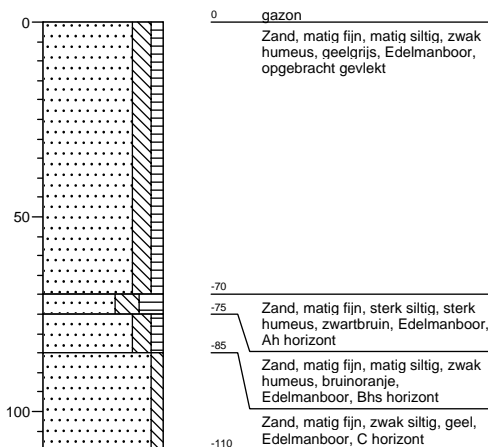 0
50
100
0 gazon
Zand, matig fijn, matig siltig, zwak
humeus, geelgrijs, Edelmanboor,
opgebracht gevlekt
-70
-75
Zand, matig fijn, sterk siltig, sterk
humeus, zwartbruin, Edelmanboor,
Ah horizont
-85
Zand, matig fijn, matig siltig, zwak
humeus, bruinoranje,
Edelmanboor, Bhs horizont
Zand, matig fijn, zwak siltig, geel,
Edelmanboor, C horizont
-110